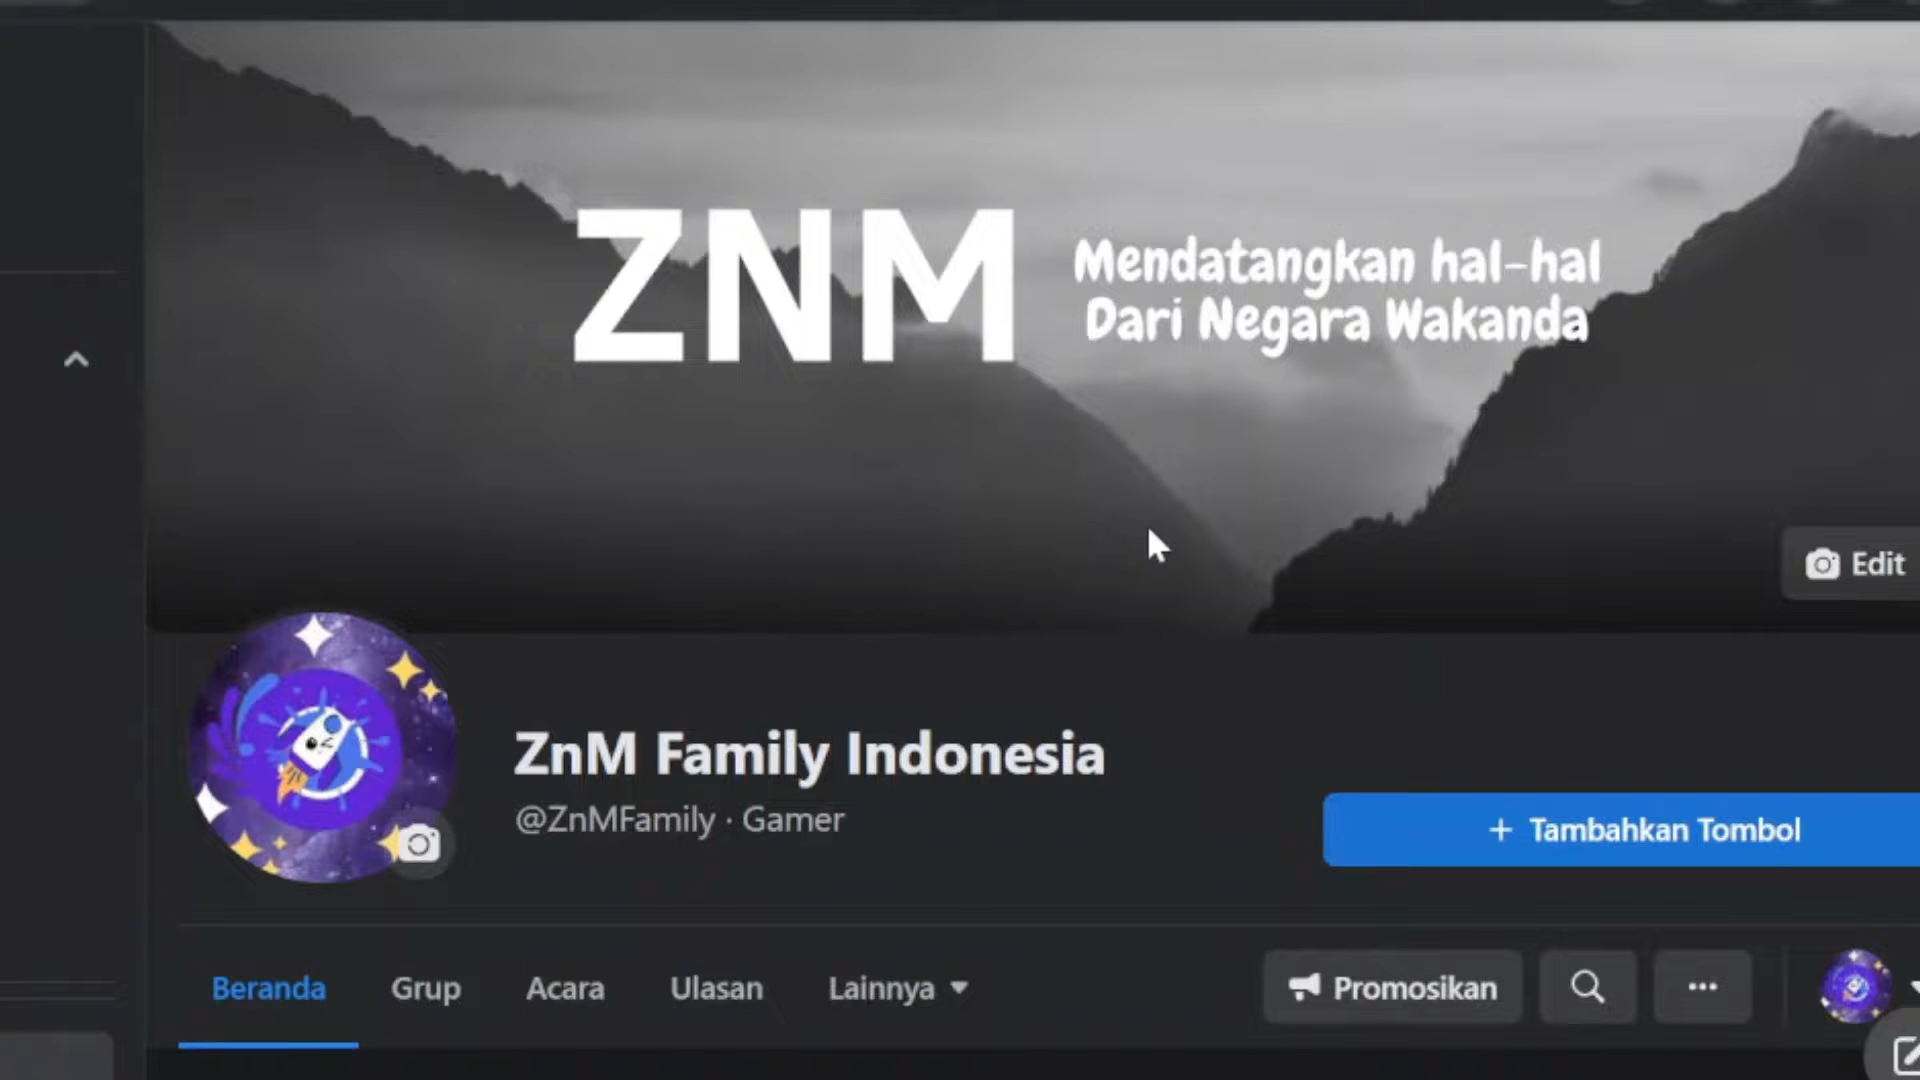 ZNM
Mendatangkan hal-hal
Dari Negara Wakanda
Edit
ZnM Family Indonesia
@ZnMFamily · Gamer
+ Tambahkan Tombol
Beranda
Grup
Acara
Ulasan
Lainnya
Promosikan